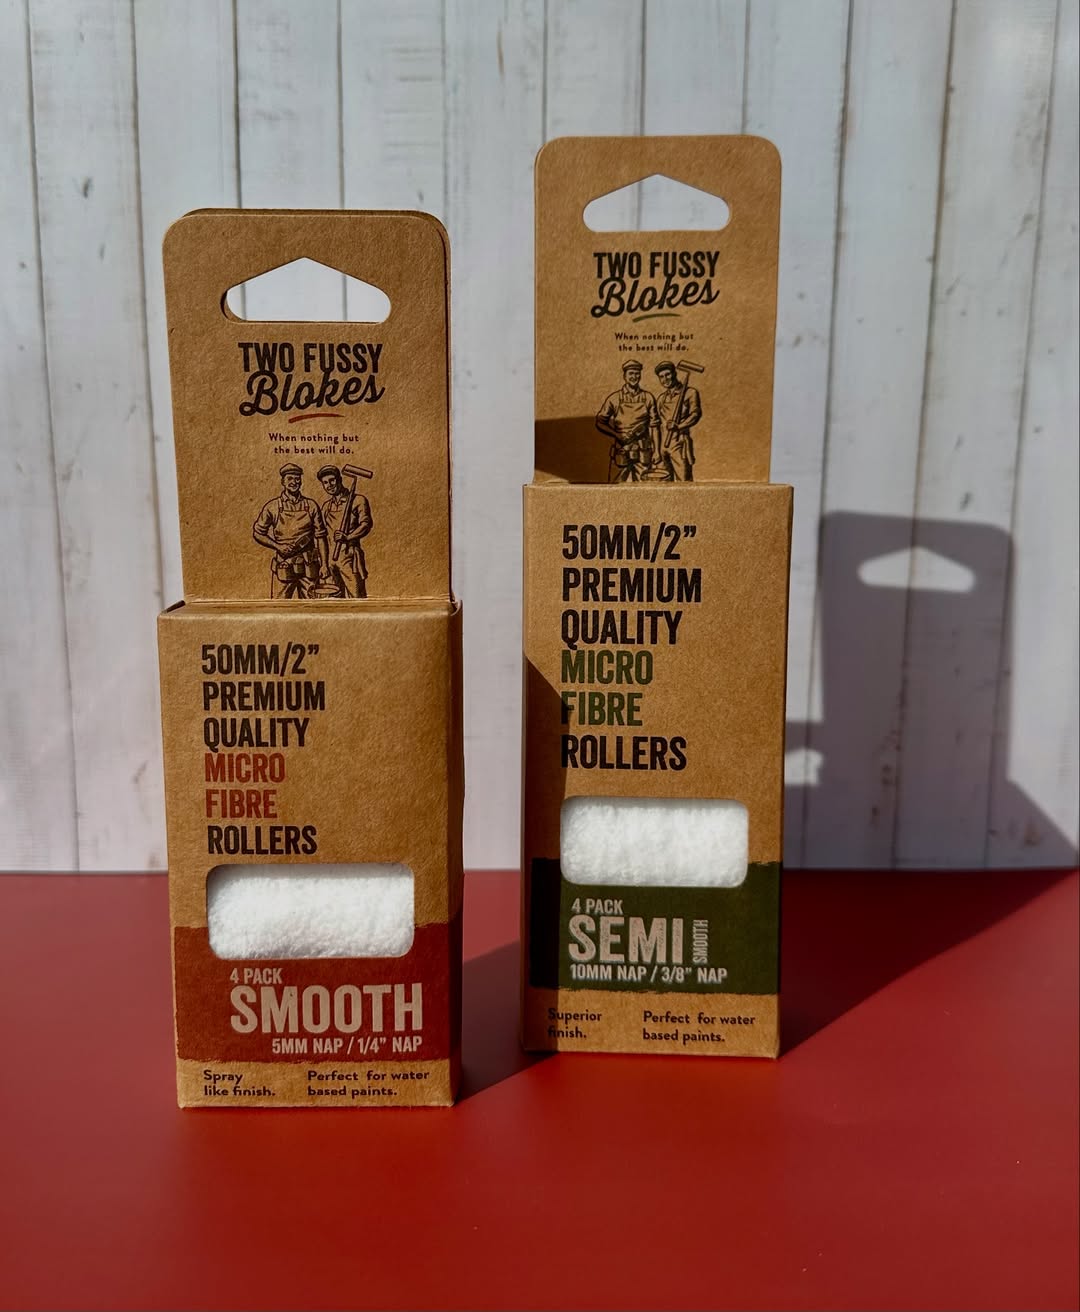 TWO FUSSY
Blokes
When nothing but
the best will do.
50MM/2”
PREMIUM
QUALITY
MICRO
FIBRE
ROLLERS
4 PACK
SMOOTH
5MM NAP / 1/4” NAP
Spray
like finish.
Perfect for water
based paints.
TWO FUSSY
Blokes
When nothing but
the best will do.
50MM/2”
PREMIUM
QUALITY
MICRO
FIBRE
ROLLERS
4 PACK
SEMI
SMOOTH
10MM NAP / 3/8” NAP
Superior
finish.
Perfect for water
based paints.